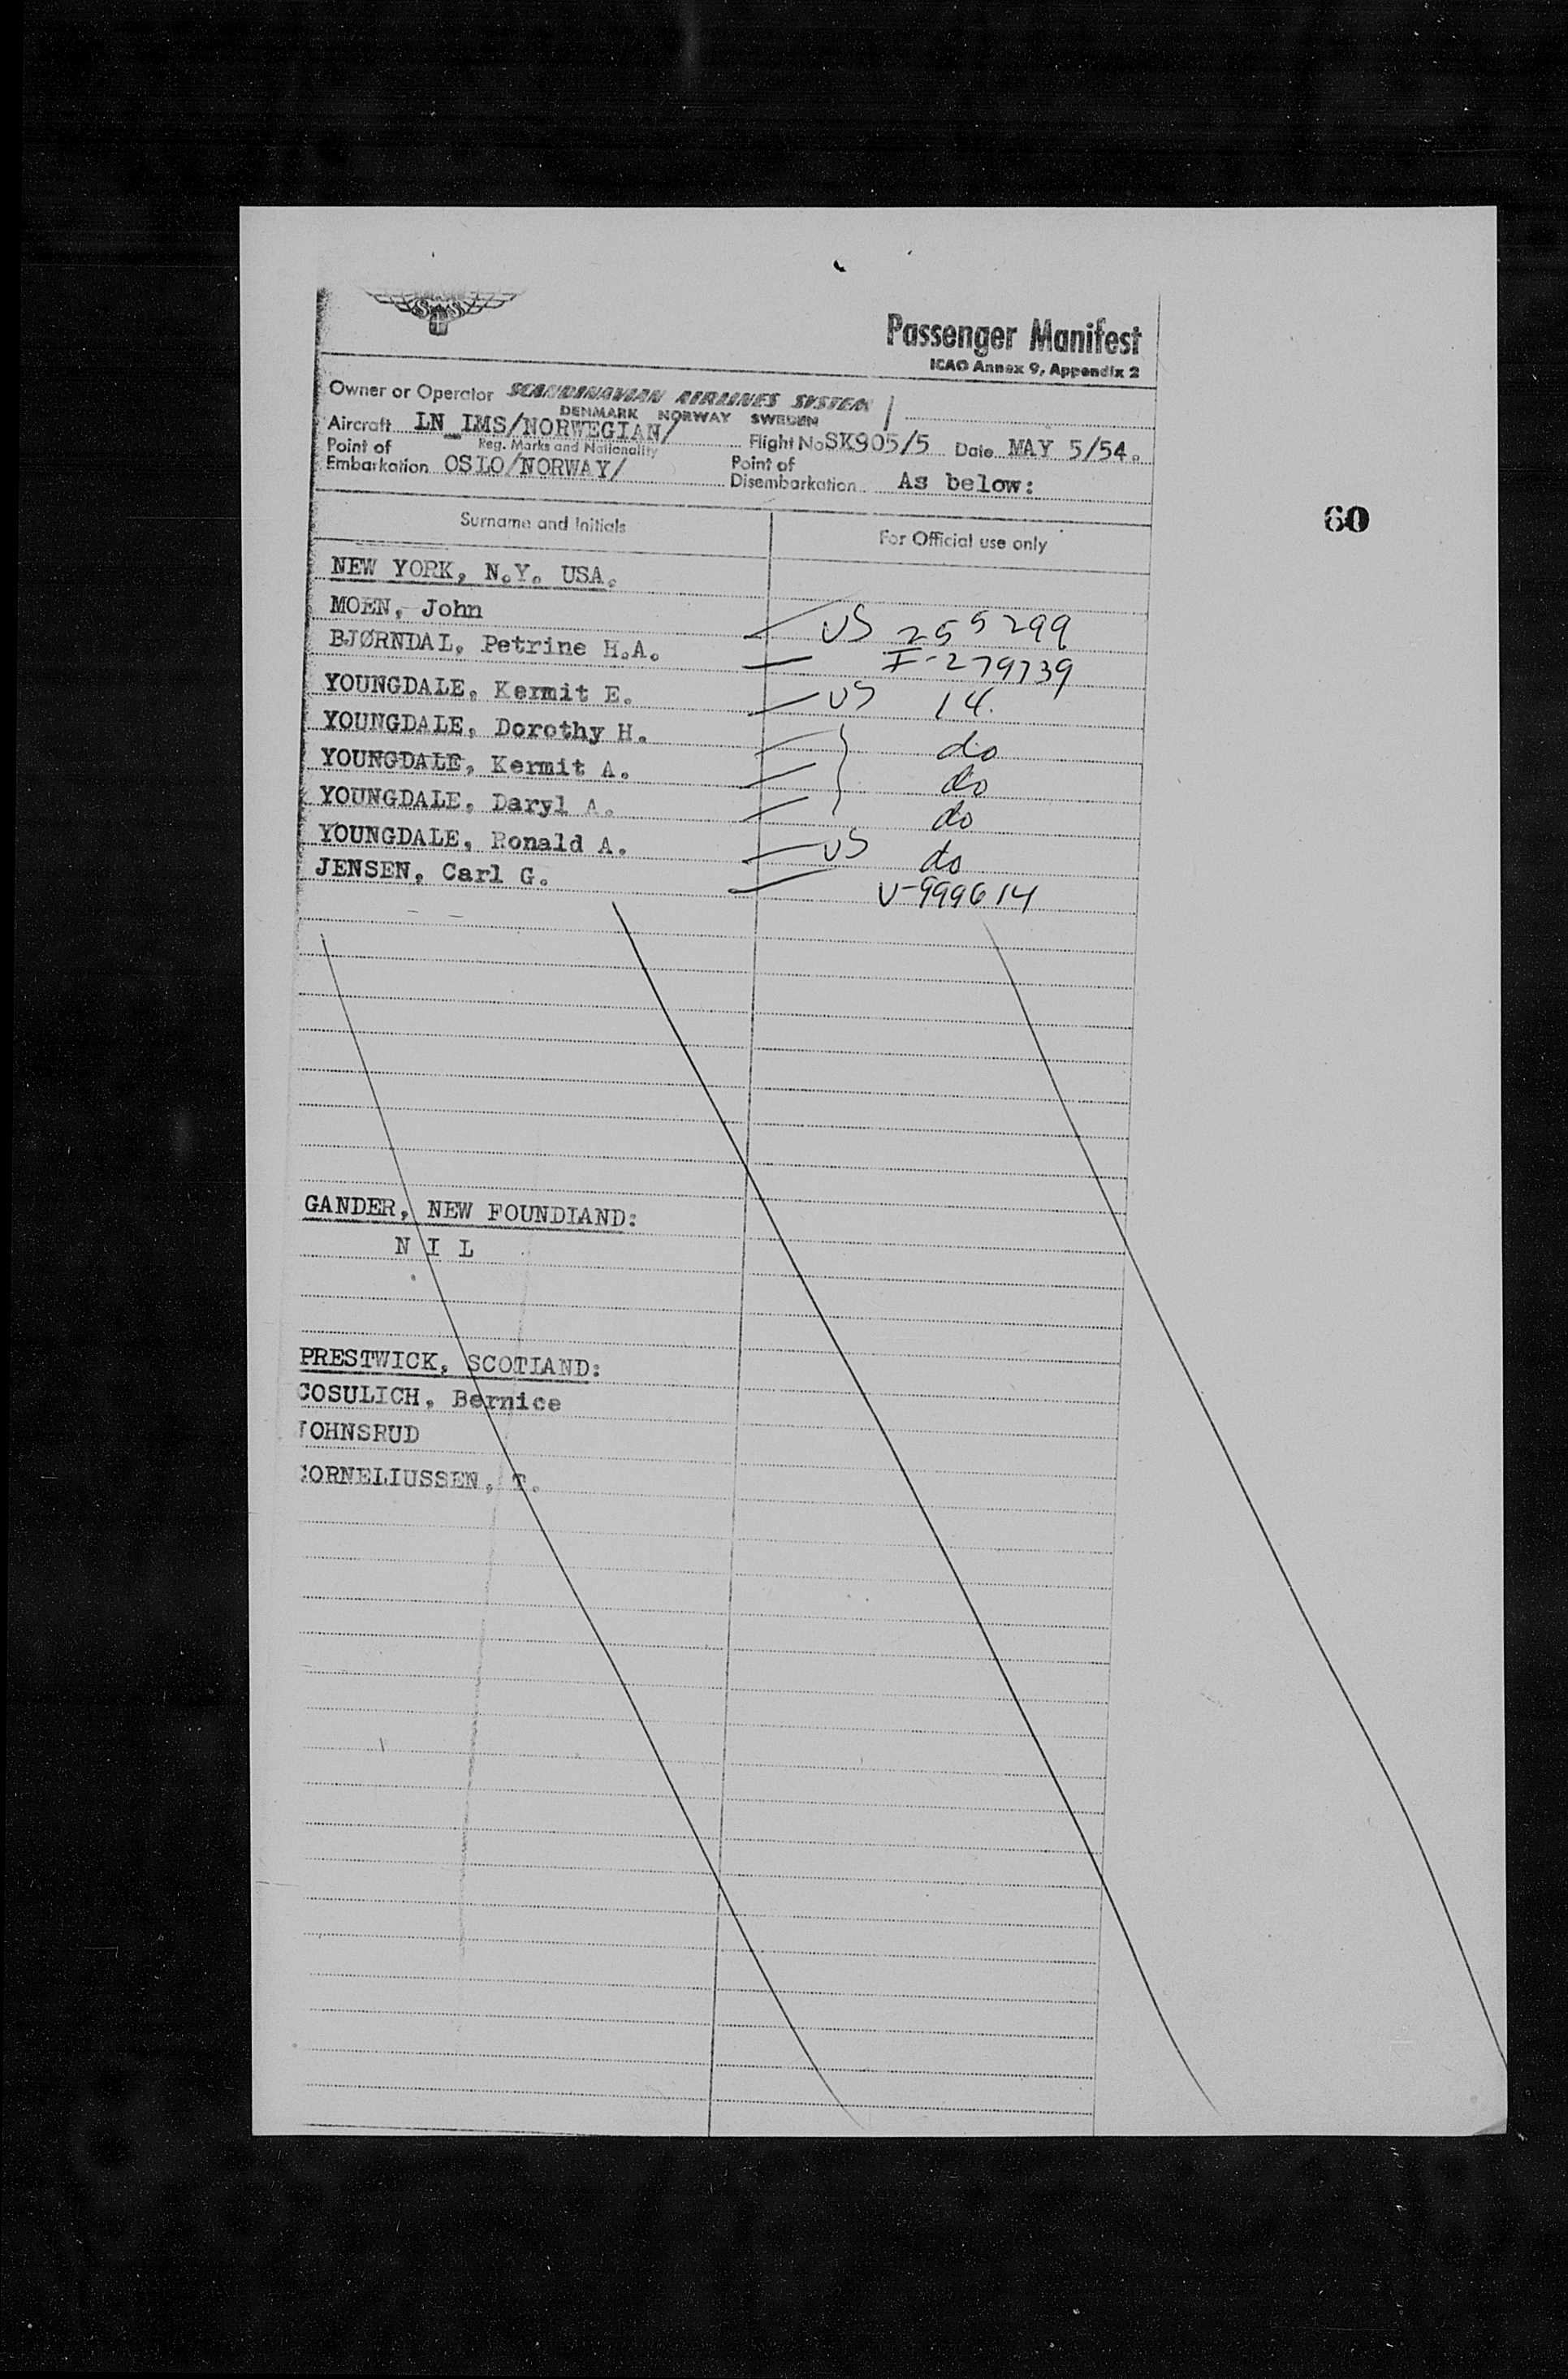 SAS
Passenger Manifest
ICAO Annex 9, Appendix 2
Owner or Operator SCANDINAVIAN AIRLINES SYSTEM
DENMARK NORWAY SWEDEN
Aircraft LN_IMS/NORWEGIAN/ Flight No SK905/5 Date MAY 5/54.
Reg. Marks and Nationality
Point of Embarkation OSLO/NORWAY/ Point of Disembarkation As below:
60
Surname and Initials For Official use only
NEW YORK, N.Y. USA.
MOEN, John US 255299
BJØRNDAL, Petrine H.A. I-279739
YOUNGDALE, Kermit E. US 14.
YOUNGDALE, Dorothy H. do
YOUNGDALE, Kermit A. do
YOUNGDALE, Daryl A. do
YOUNGDALE, Ronald A. US do
JENSEN, Carl G. V-999614
GANDER, NEW FOUNDLAND:
N I L
PRESTWICK, SCOTLAND:
COSULICH, Bernice
JOHNSRUD
CORNELIUSSEN, T.